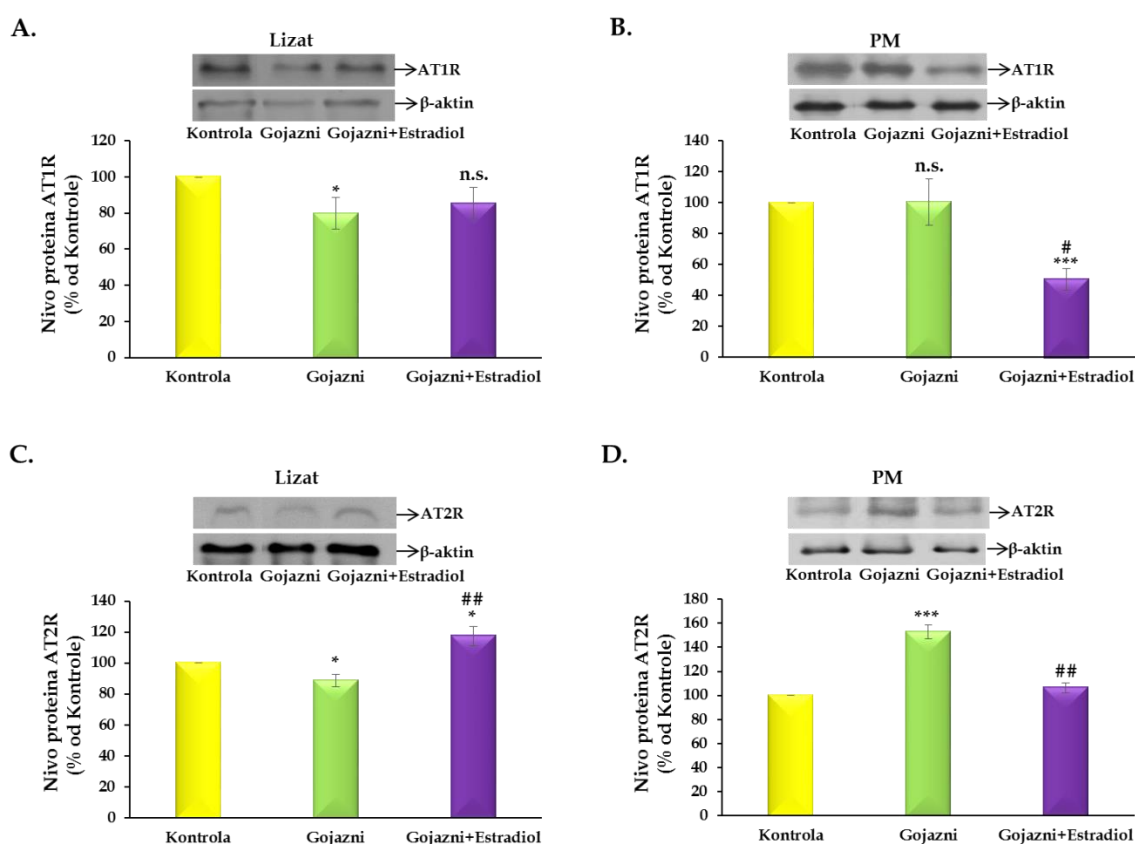 A.
Lizat
→AT1R
→β-aktin
Kontrola Gojazni Gojazni+Estradiol
Nivo proteina AT1R
(% od Kontrole)
120
100
80
60
40
20
0
*
n.s.
Kontrola Gojazni Gojazni+Estradiol
B.
PM
→AT1R
→β-aktin
Kontrola Gojazni Gojazni+Estradiol
Nivo proteina AT1R
(% od Kontrole)
140
120
100
80
60
40
20
0
n.s.
#
***
Kontrola Gojazni Gojazni+Estradiol
C.
Lizat
→AT2R
→β-aktin
Kontrola Gojazni Gojazni+Estradiol
Nivo proteina AT2R
(% od Kontrole)
140
120
100
80
60
40
20
0
*
##
*
Kontrola Gojazni Gojazni+Estradiol
D.
PM
→AT2R
→β-aktin
Kontrola Gojazni Gojazni+Estradiol
Nivo proteina AT2R
(% od Kontrole)
180
160
140
120
100
80
60
40
20
0
***
##
Kontrola Gojazni Gojazni+Estradiol